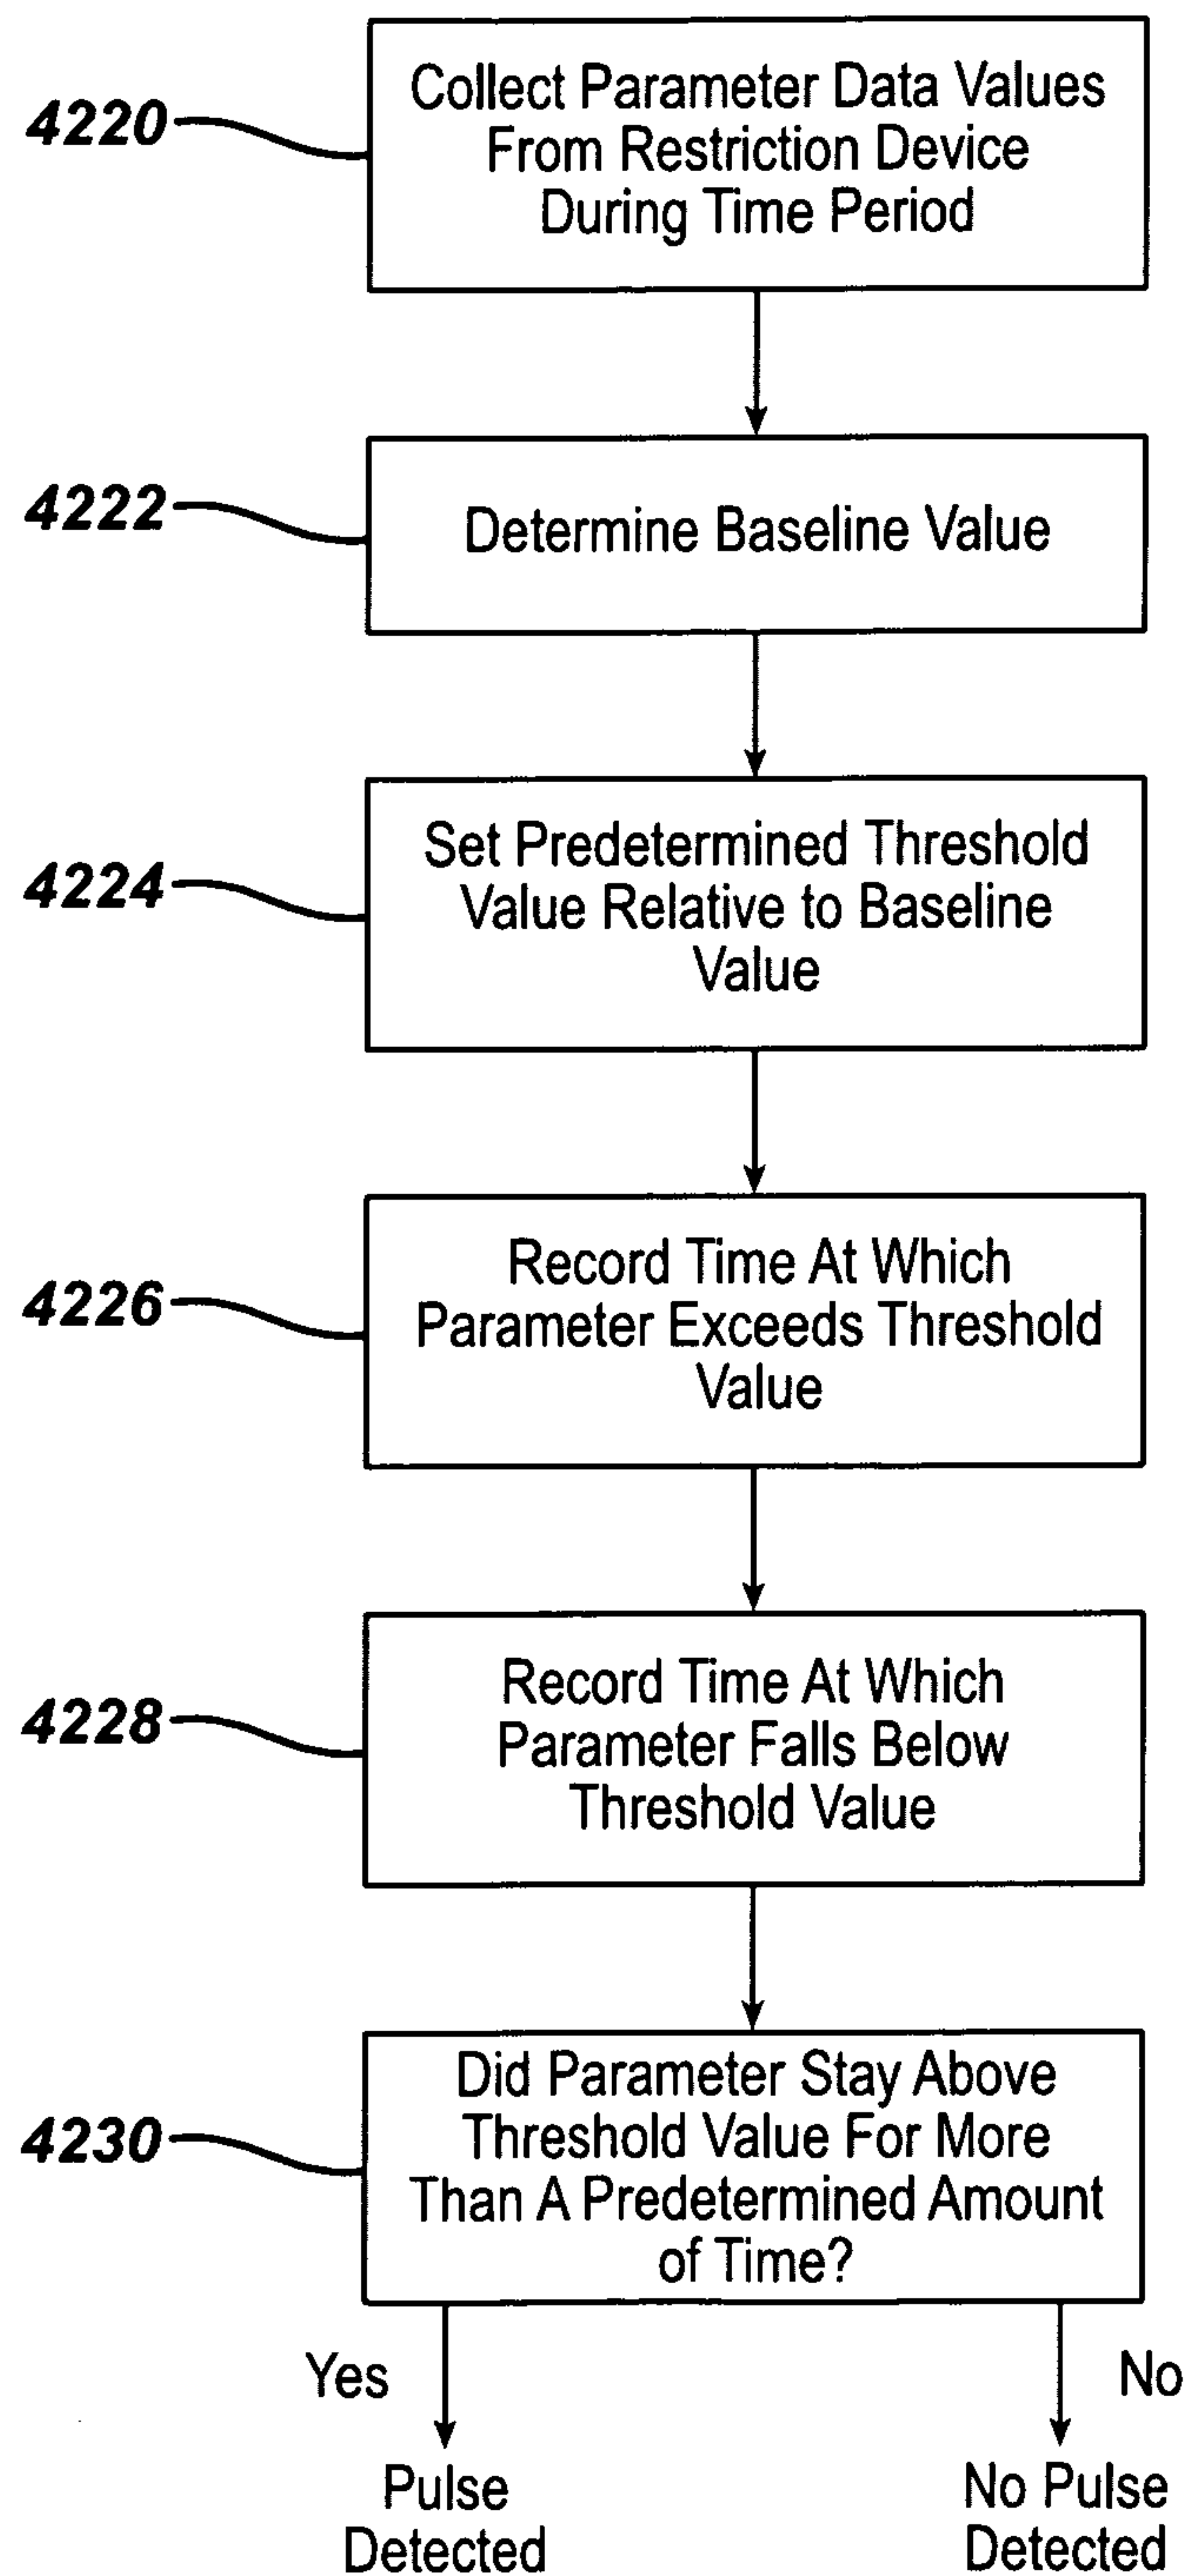 4220
Collect Parameter Data Values
From Restriction Device
During Time Period
4222
Determine Baseline Value
4224
Set Predetermined Threshold
Value Relative to Baseline
Value
4226
Record Time At Which
Parameter Exceeds Threshold
Value
4228
Record Time At Which
Parameter Falls Below
Threshold Value
4230
Did Parameter Stay Above
Threshold Value For More
Than A Predetermined Amount
of Time?
Yes
No
Pulse
Detected
No Pulse
Detected